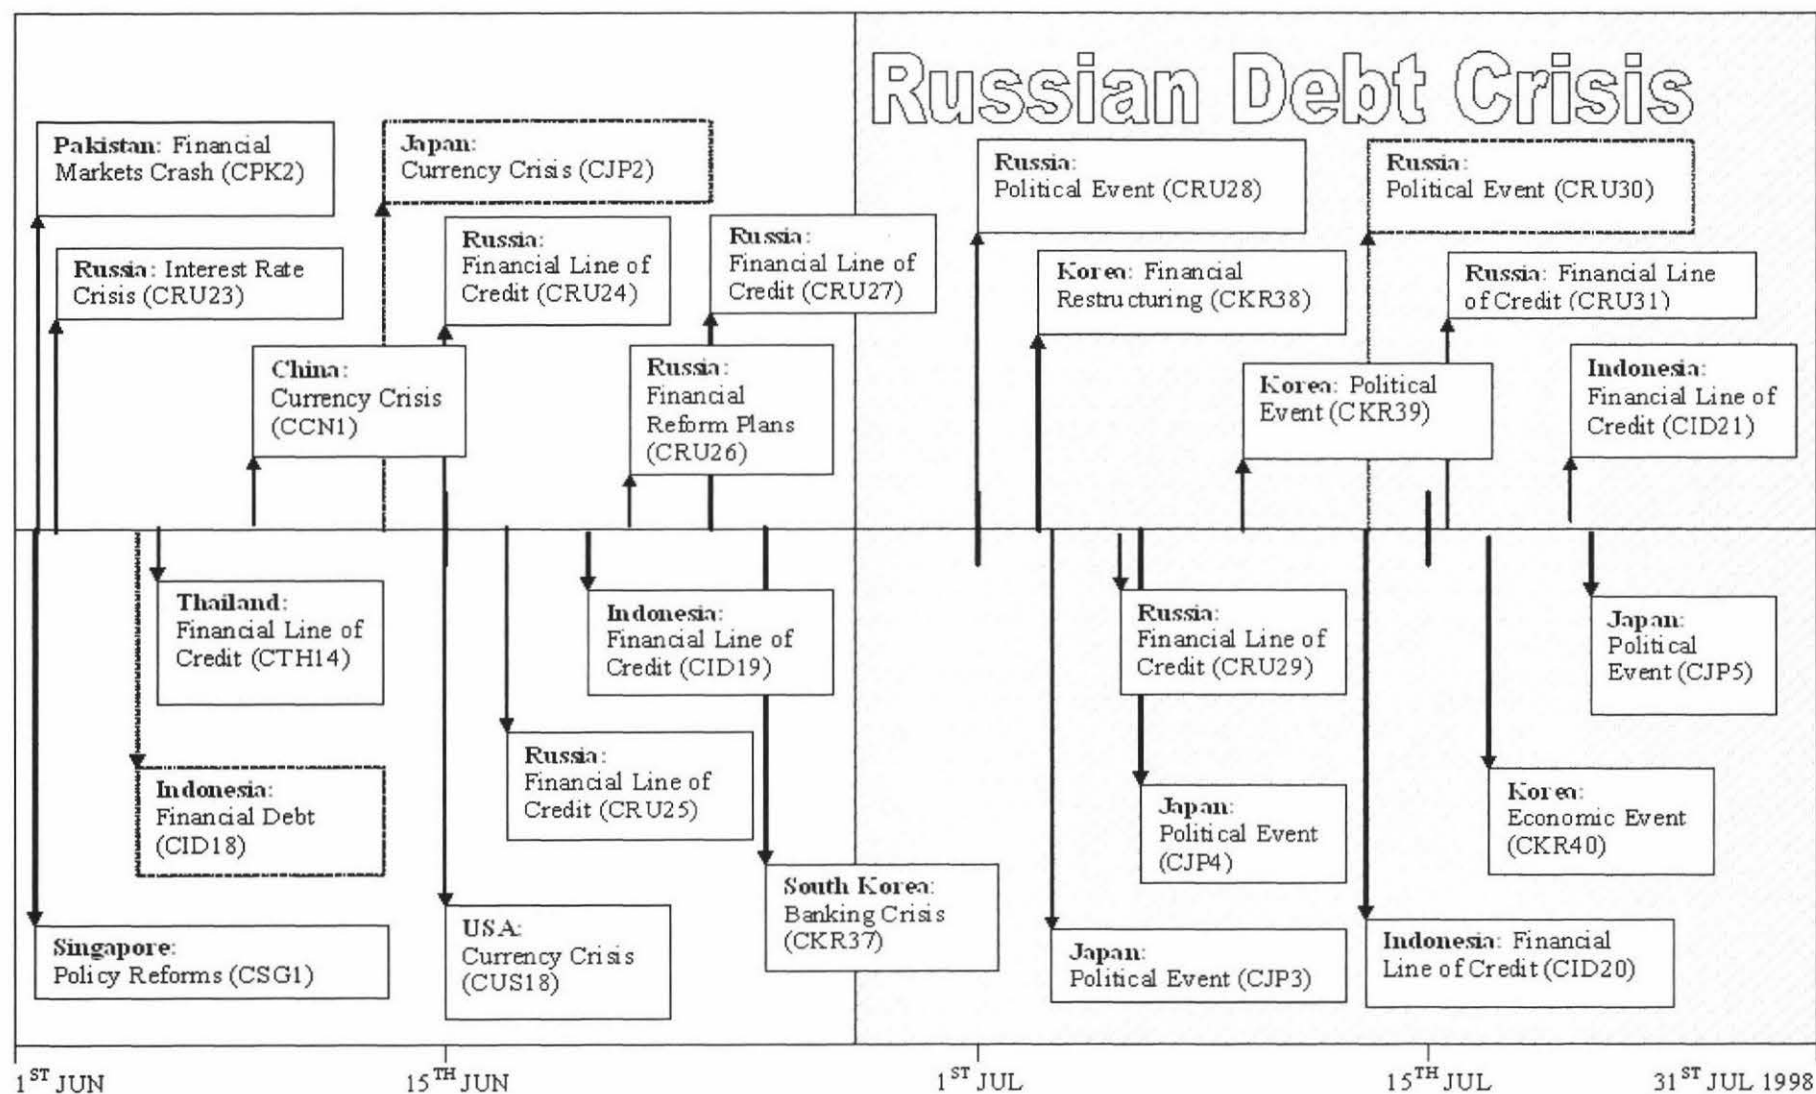 Russian Debt Crisis
Pakistan: Financial
Markets Crash (CPK2)
Russia: Interest Rate
Crisis (CRU23)
China:
Currency Crisis
(CCN1)
Japan:
Currency Crisis (CJP2)
Russia:
Financial Line of
Credit (CRU24)
Russia:
Financial
Reform Plans
(CRU26)
Russia:
Financial Line of
Credit (CRU27)
Russia:
Political Event (CRU28)
Korea: Financial
Restructuring (CKR38)
Korea: Political
Event (CKR39)
Russia:
Political Event (CRU30)
Russia: Financial Line
of Credit (CRU31)
Indonesia:
Financial Line of
Credit (CID21)
Thailand:
Financial Line of
Credit (CTH14)
Indonesia:
Financial Debt
(CID18)
Singapore:
Policy Reforms (CSG1)
Indonesia:
Financial Line of
Credit (CID19)
Russia:
Financial Line of
Credit (CRU25)
USA:
Currency Crisis
(CUS18)
South Korea:
Banking Crisis
(CKR37)
Russia:
Financial Line of
Credit (CRU29)
Japan:
Political Event
(CJP4)
Japan:
Political Event (CJP3)
Japan:
Political
Event (CJP5)
Korea:
Economic Event
(CKR40)
Indonesia: Financial
Line of Credit (CID20)
1ST JUN
15TH JUN
1ST JUL
15TH JUL
31ST JUL 1998